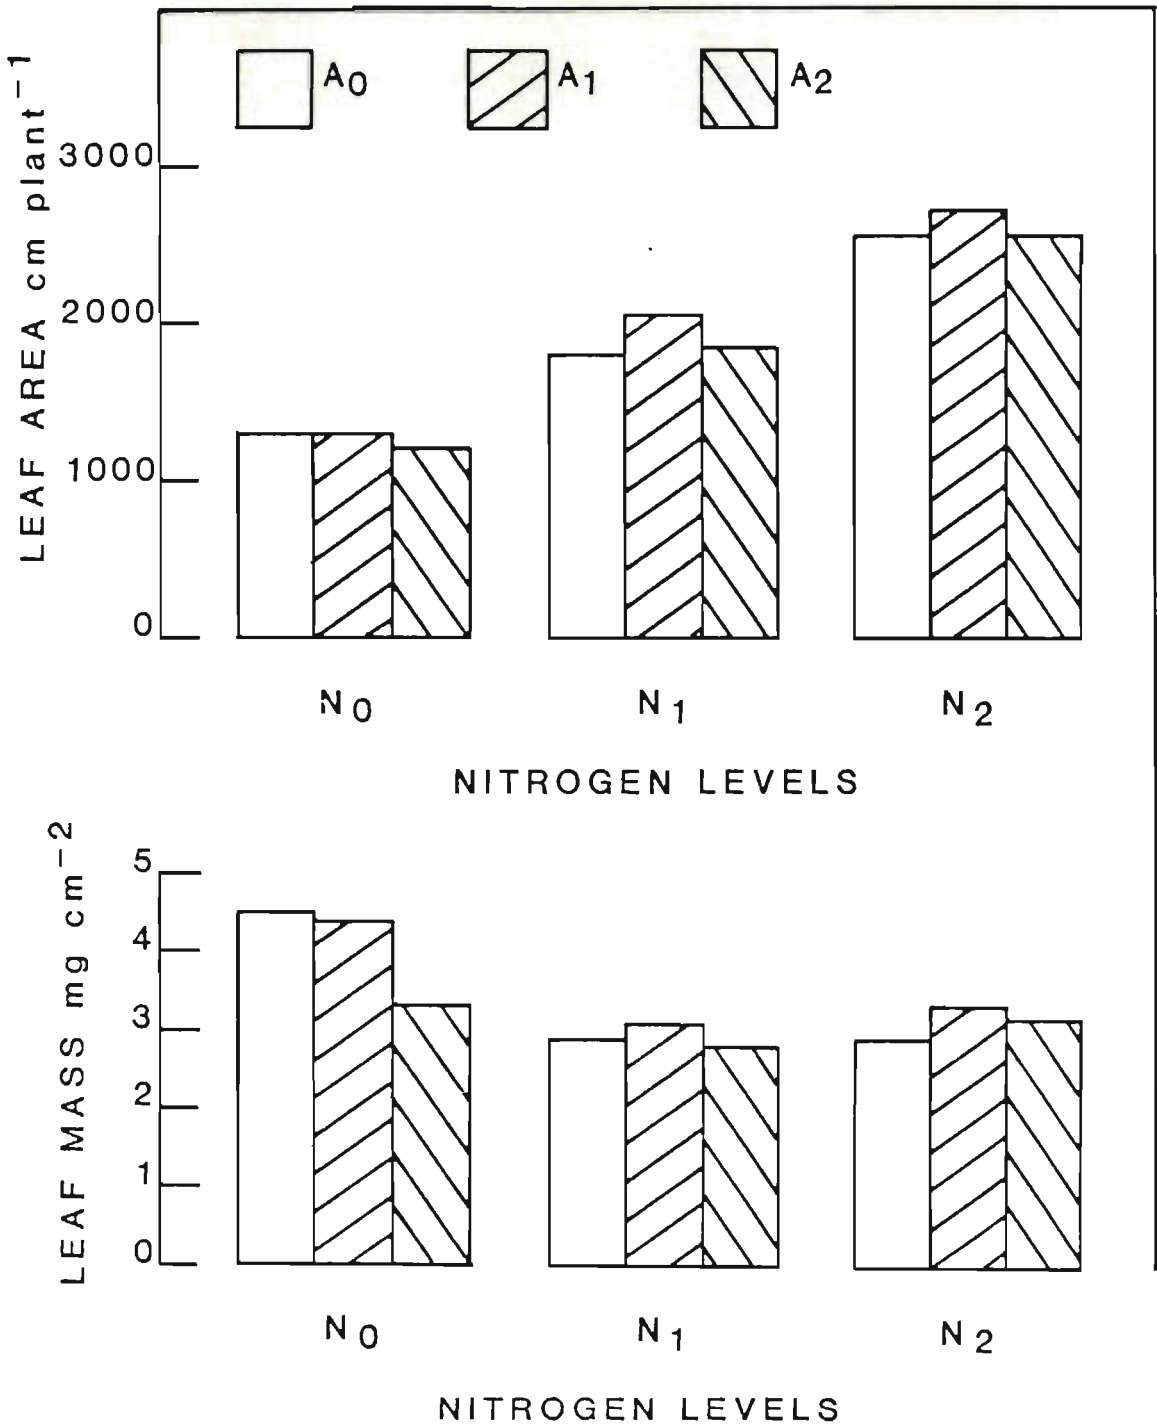 A0 A1 A2
LEAF AREA cm plant−1
3000
2000
1000
0
N0 N1 N2
NITROGEN LEVELS
LEAF MASS mg cm−2
5
4
3
2
1
0
N0 N1 N2
NITROGEN LEVELS